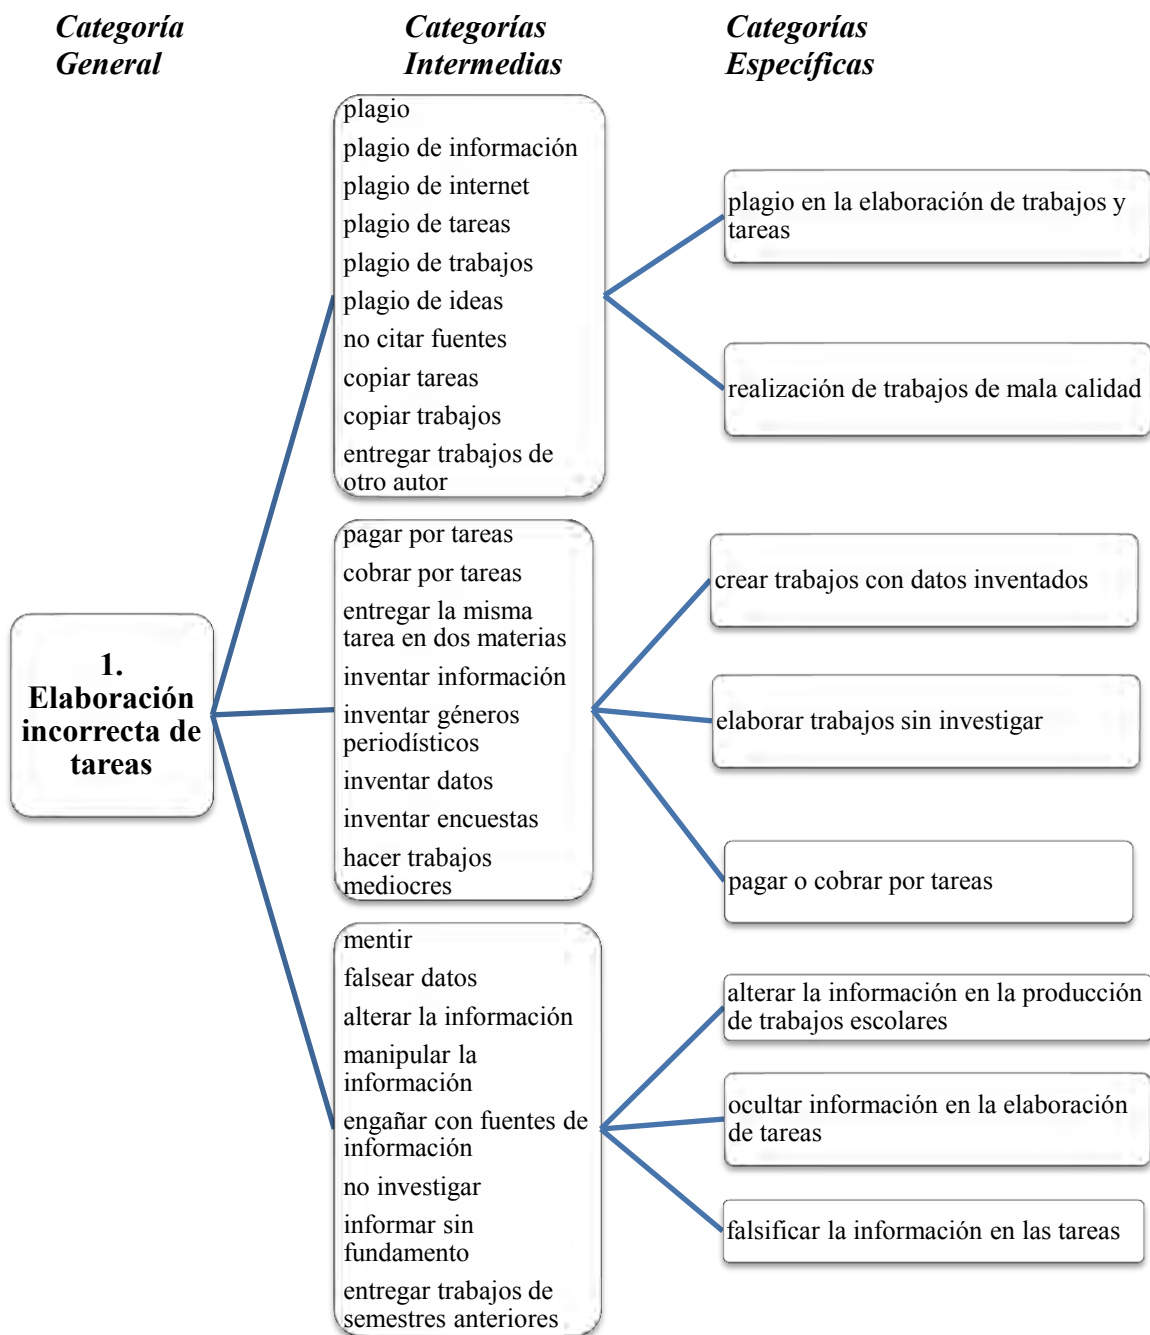 Categoría
General
Categorías
Intermedias
Categorías
Específicas
1.
Elaboración
incorrecta de
tareas
plagio
plagio de información
plagio de internet
plagio de tareas
plagio de trabajos
plagio de ideas
no citar fuentes
copiar tareas
copiar trabajos
entregar trabajos de
otro autor
plagio en la elaboración de trabajos y
tareas
realización de trabajos de mala calidad
pagar por tareas
cobrar por tareas
entregar la misma
tarea en dos materias
inventar información
inventar géneros
periodísticos
inventar datos
inventar encuestas
hacer trabajos
mediocres
crear trabajos con datos inventados
elaborar trabajos sin investigar
pagar o cobrar por tareas
mentir
falsear datos
alterar la información
manipular la
información
engañar con fuentes de
información
no investigar
informar sin
fundamento
entregar trabajos de
semestres anteriores
alterar la información en la producción
de trabajos escolares
ocultar información en la elaboración
de tareas
falsificar la información en las tareas